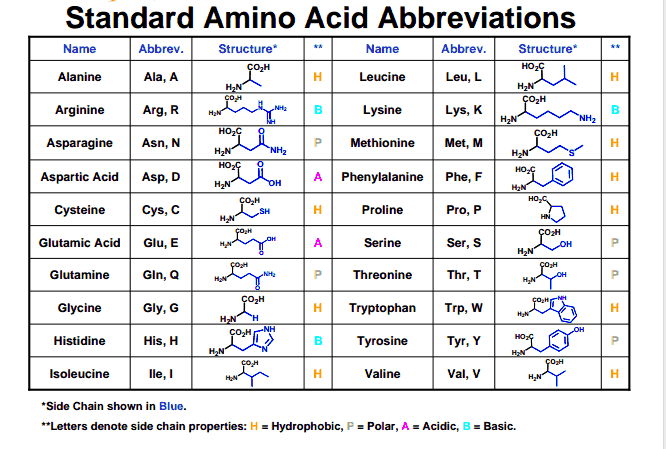 Standard Amino Acid Abbreviations
Name Abbrev. Structure* ** Name Abbrev. Structure* **
Alanine Ala, A CO₂H H₂N H Leucine Leu, L HO₂C H₂N H
Arginine Arg, R CO₂H H₂N H N NH₂ NH B Lysine Lys, K CO₂H H₂N NH₂ B
Asparagine Asn, N HO₂C O H₂N NH₂ P Methionine Met, M CO₂H H₂N S H
Aspartic Acid Asp, D HO₂C O H₂N OH A Phenylalanine Phe, F HO₂C H₂N H
Cysteine Cys, C CO₂H H₂N SH H Proline Pro, P HO₂C HN H
Glutamic Acid Glu, E CO₂H H₂N OH O A Serine Ser, S CO₂H H₂N OH P
Glutamine Gln, Q CO₂H H₂N NH₂ O P Threonine Thr, T CO₂H H₂N OH P
Glycine Gly, G CO₂H H₂N H H Tryptophan Trp, W CO₂H NH H₂N H
Histidine His, H CO₂H NH H₂N N B Tyrosine Tyr, Y HO₂C OH H₂N P
Isoleucine Ile, I CO₂H H₂N H Valine Val, V CO₂H H₂N H
*Side Chain shown in Blue.
**Letters denote side chain properties: H = Hydrophobic, P = Polar, A = Acidic, B = Basic.